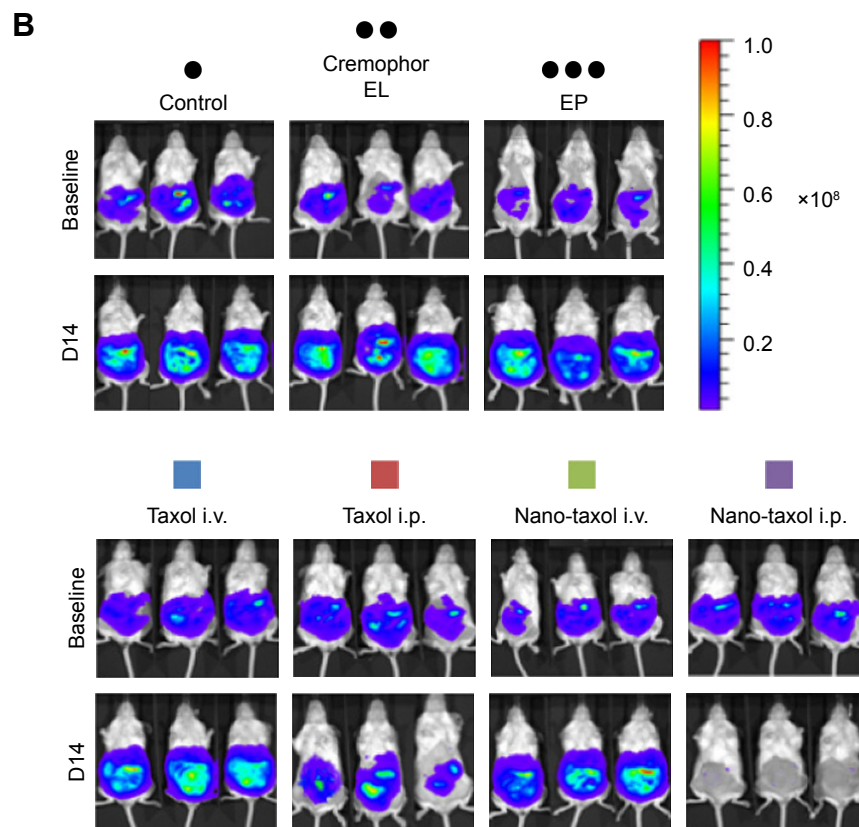 B
Control
Cremophor
EL
EP
Baseline
D14
1.0
0.8
0.6
0.4
0.2
×10⁸
Taxol i.v.
Taxol i.p.
Nano-taxol i.v.
Nano-taxol i.p.
Baseline
D14